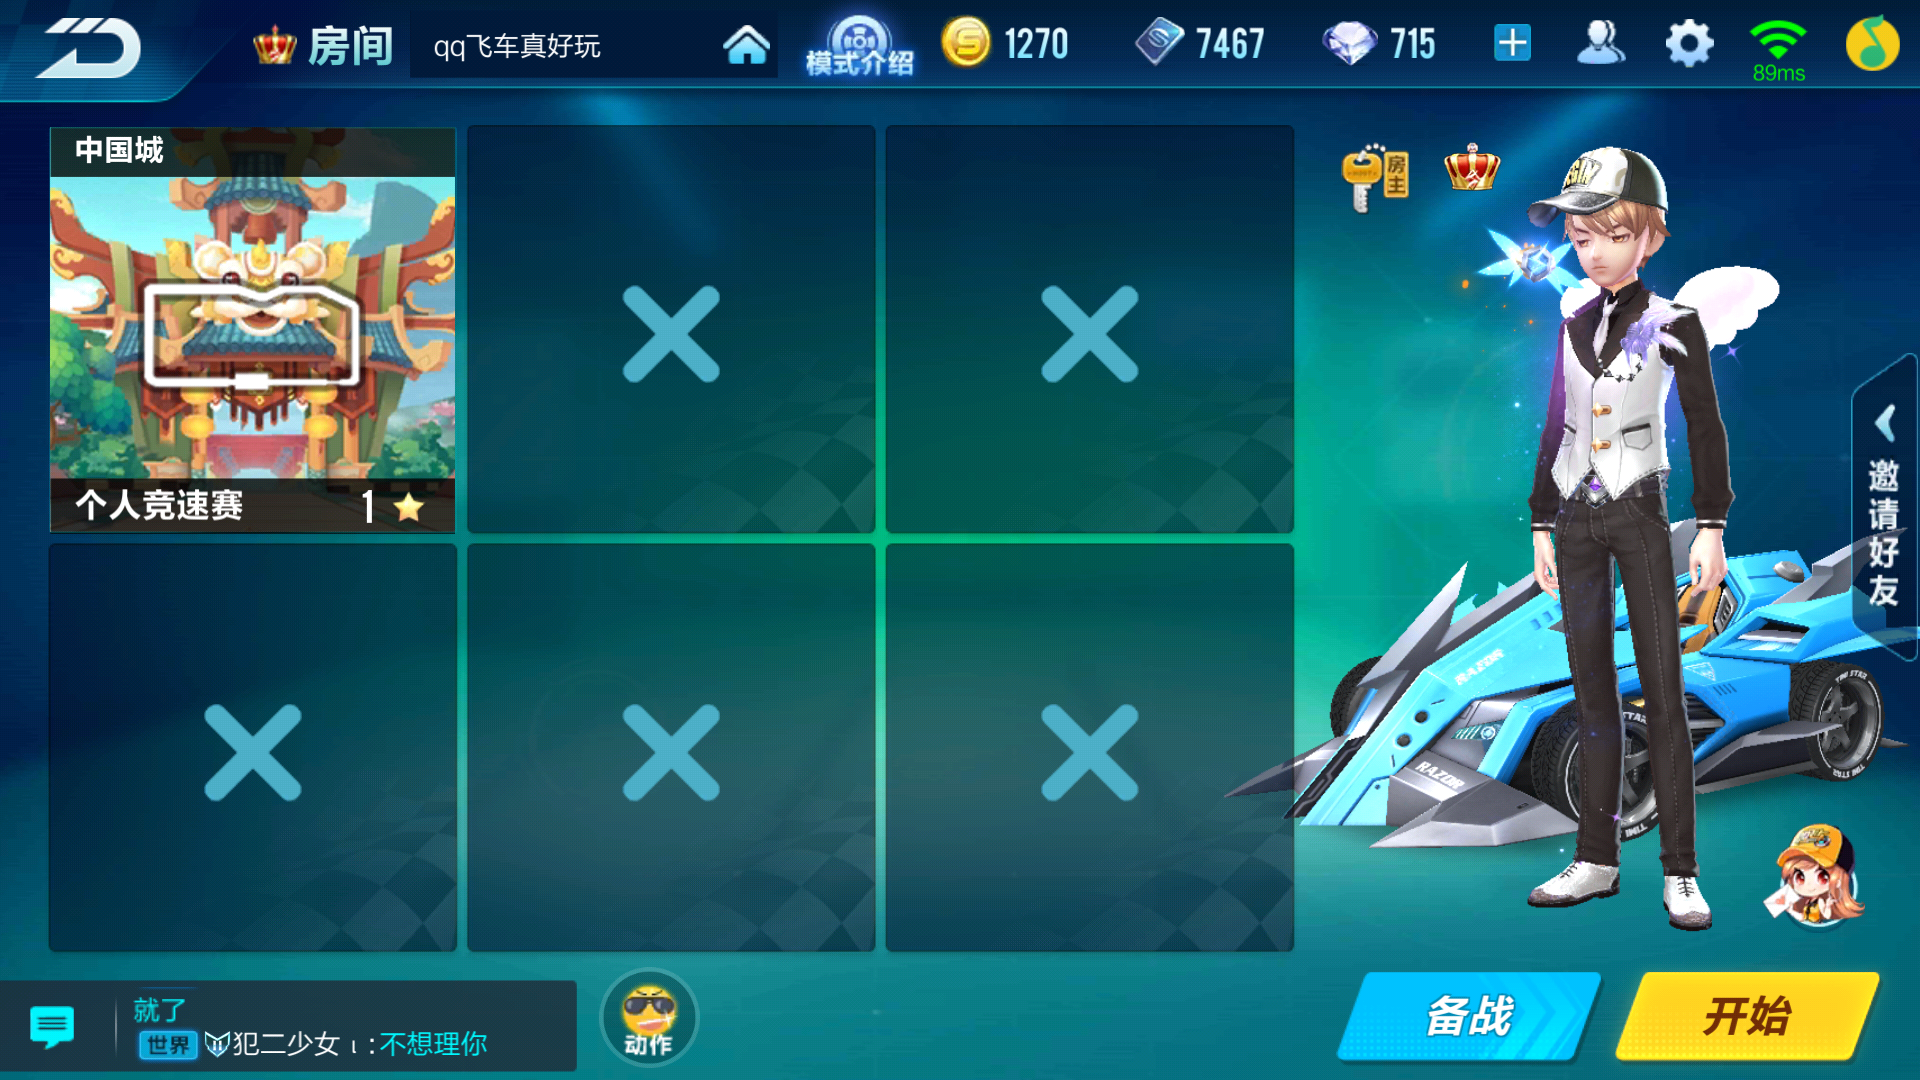 房间
qq飞车真好玩
模式介绍
1270
7467
715
89ms
中国城
个人竞速赛 1
房主
邀请好友
RAZOR
RAZOR
就了
世界 犯二少女 ι :不想理你
动作
备战
开始